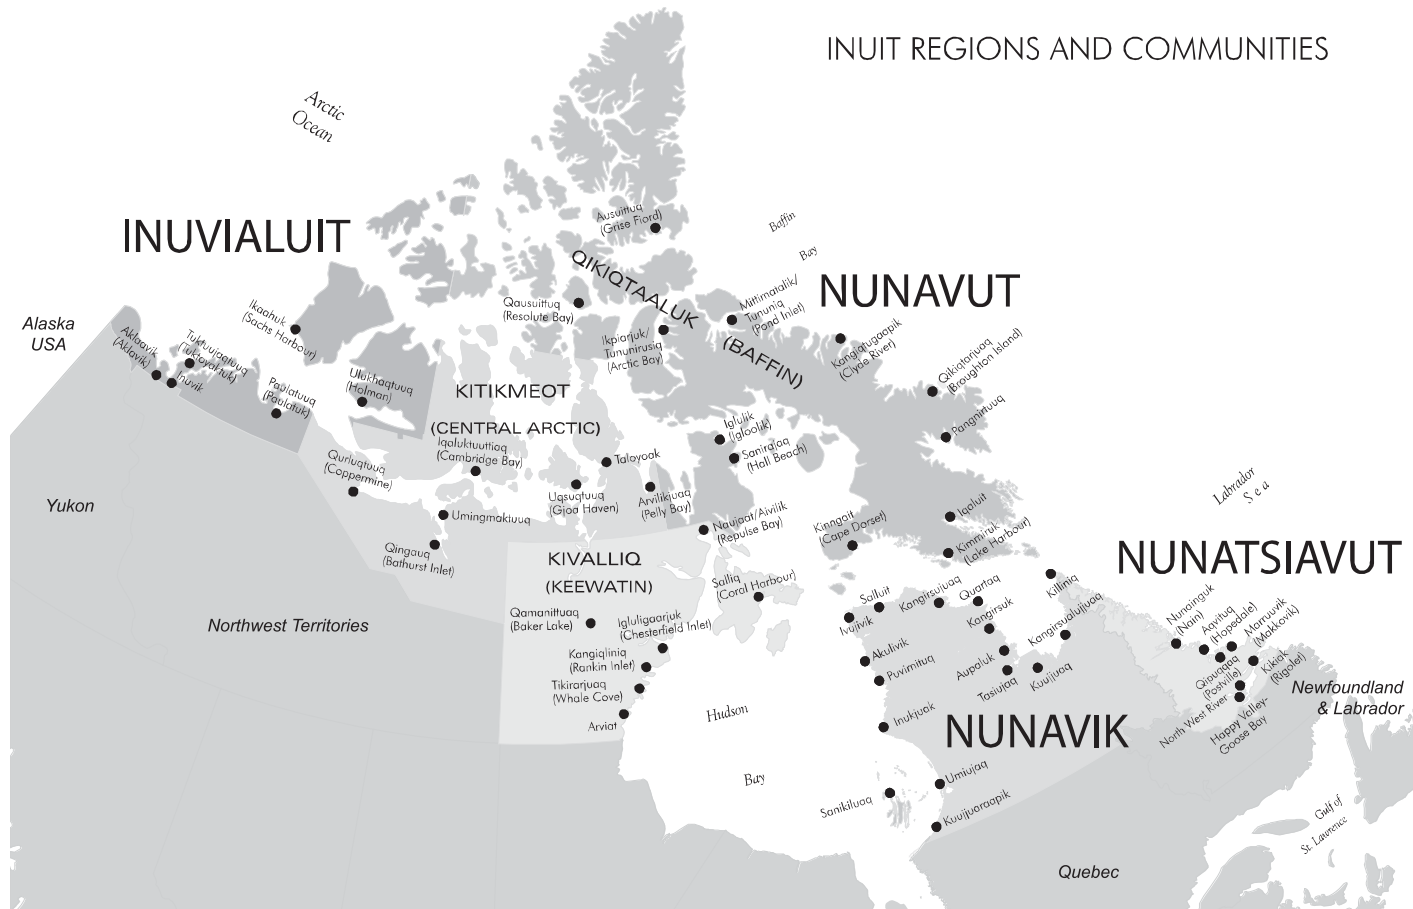 INUIT REGIONS AND COMMUNITIES
Arctic
Ocean
INUVIALUIT
Alaska
USA
Aklaavik
(Aklavik)
Inuvik
Tuktuujaqtuuq
(Tuktoyaktuk)
Paulatuuq
(Paulatuk)
Ikaahuk
(Sachs Harbour)
Ulukhaqtuuq
(Holman)
Yukon
Northwest Territories
Ausuittuq
(Grise Fiord)
QIKIQTAALUK
(BAFFIN)
Qausuittuq
(Resolute Bay)
Ikpiarjuk/
Tununirusiq
(Arctic Bay)
Baffin
Bay
NUNAVUT
Mittimatalik/
Tununiq
(Pond Inlet)
Kangiqtugaapik
(Clyde River)
Qikiqtarjuaq
(Broughton Island)
Pangnirtuuq
KITIKMEOT
(CENTRAL ARCTIC)
Iqaluktuuttiaq
(Cambridge Bay)
Qurluqtuuq
(Coppermine)
Umingmaktuuq
Qingauq
(Bathurst Inlet)
Taloyoak
Uqsuqtuuq
(Gjoa Haven)
Arvilikjuaq
(Pelly Bay)
Iglulik
(Igloolik)
Sanirajaq
(Hall Beach)
Naujaat/Aivilik
(Repulse Bay)
Kinngait
(Cape Dorset)
Iqaluit
Kimmiruk
(Lake Harbour)
Labrador
Sea
KIVALLIQ
(KEEWATIN)
Salliq
(Coral Harbour)
Qamanittuaq
(Baker Lake)
Igluligaarjuk
(Chesterfield Inlet)
Kangiqliniq
(Rankin Inlet)
Tikirarjuaq
(Whale Cove)
Arviat
Hudson
Bay
NUNATSIAVUT
Killiniq
Salluit
Ivujivik
Kangirsujuaq
Quartaq
Kangirsuk
Kangirsualujjuaq
Akulivik
Puvirnituq
Aupaluk
Tasiujaq
Kuujjuaq
Inukjuak
NUNAVIK
Umiujaq
Sanikiluaq
Kuujjuaraapik
Nunainguk
(Nain)
Aqvituq
(Hopedale)
Marruuvik
(Makkovik)
Qipuqqaq
(Postville)
Kikiak
(Rigolet)
North West River
Happy Valley-
Goose Bay
Newfoundland
& Labrador
Gulf of
St. Lawrence
Quebec